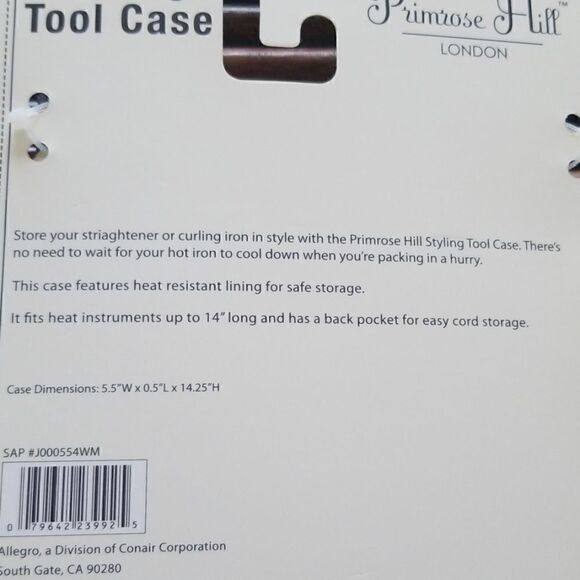 Tool Case
Primrose Hill™
LONDON
Store your striaghtener or curling iron in style with the Primrose Hill Styling Tool Case. There's
no need to wait for your hot iron to cool down when you're packing in a hurry.
This case features heat resistant lining for safe storage.
It fits heat instruments up to 14" long and has a back pocket for easy cord storage.
Case Dimensions: 5.5"W x 0.5"L x 14.25"H
SAP #J000554WM
0 79642 23992 5
Allegro, a Division of Conair Corporation
South Gate, CA 90280